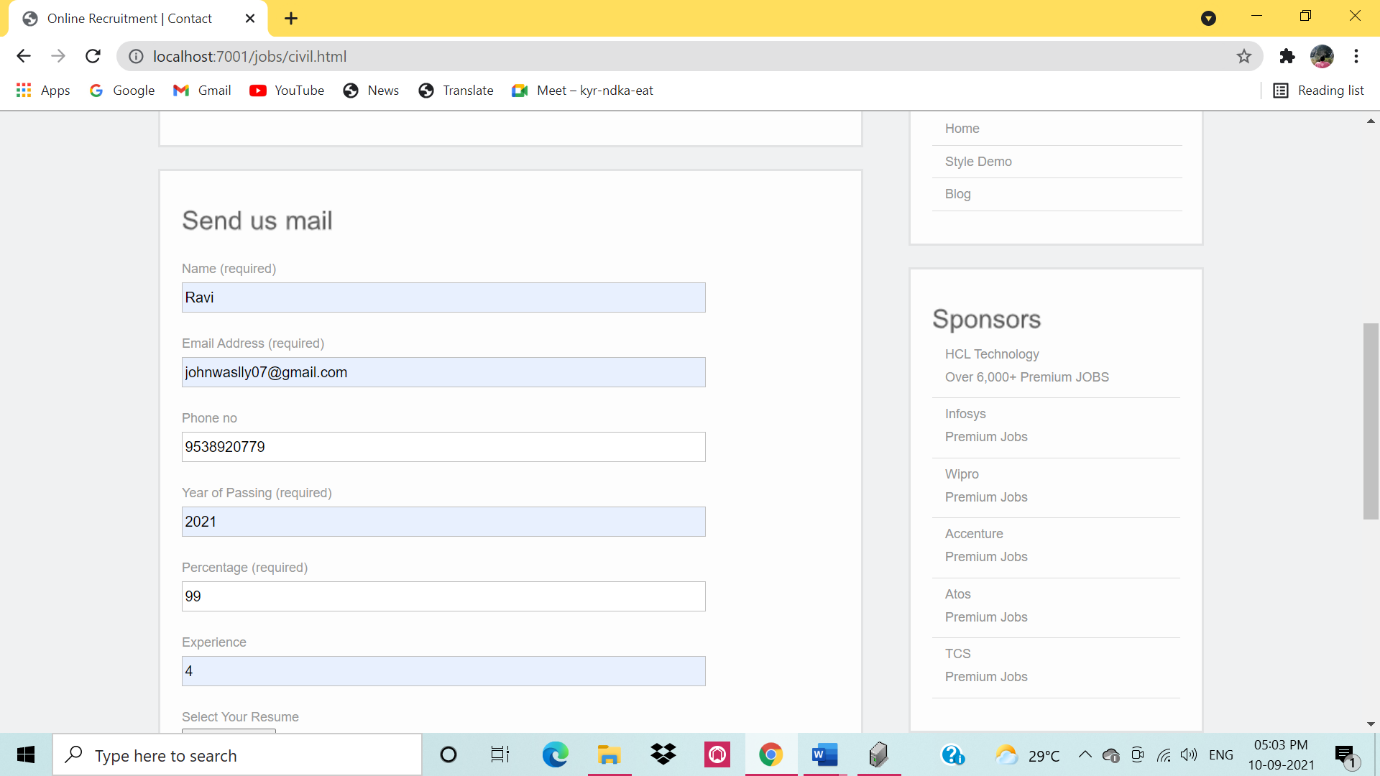 Online Recruitment | Contact
localhost:7001/jobs/civil.html
Apps Google Gmail YouTube News Translate Meet – kyr-ndka-eat Reading list
Home
Style Demo
Blog
Send us mail
Name (required)
Ravi
Email Address (required)
johnwaslly07@gmail.com
Phone no
9538920779
Year of Passing (required)
2021
Percentage (required)
99
Experience
4
Select Your Resume
Sponsors
HCL Technology
Over 6,000+ Premium JOBS
Infosys
Premium Jobs
Wipro
Premium Jobs
Accenture
Premium Jobs
Atos
Premium Jobs
TCS
Premium Jobs
Type here to search
29°C
ENG
05:03 PM
10-09-2021
1